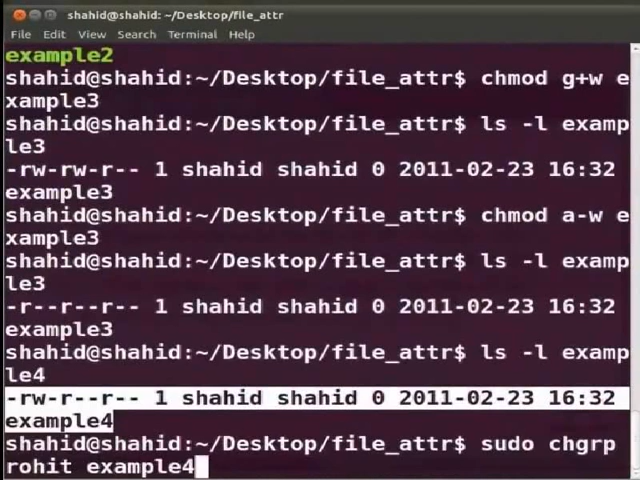 shahid@shahid: ~/Desktop/file_attr
File Edit View Search Terminal Help
example2
shahid@shahid:~/Desktop/file_attr$ chmod g+w e
xample3
shahid@shahid:~/Desktop/file_attr$ ls -l examp
le3
-rw-rw-r-- 1 shahid shahid 0 2011-02-23 16:32
example3
shahid@shahid:~/Desktop/file_attr$ chmod a-w e
xample3
shahid@shahid:~/Desktop/file_attr$ ls -l examp
le3
-r--r--r-- 1 shahid shahid 0 2011-02-23 16:32
example3
shahid@shahid:~/Desktop/file_attr$ ls -l examp
le4
-rw-r--r-- 1 shahid shahid 0 2011-02-23 16:32
example4
shahid@shahid:~/Desktop/file_attr$ sudo chgrp
rohit example4